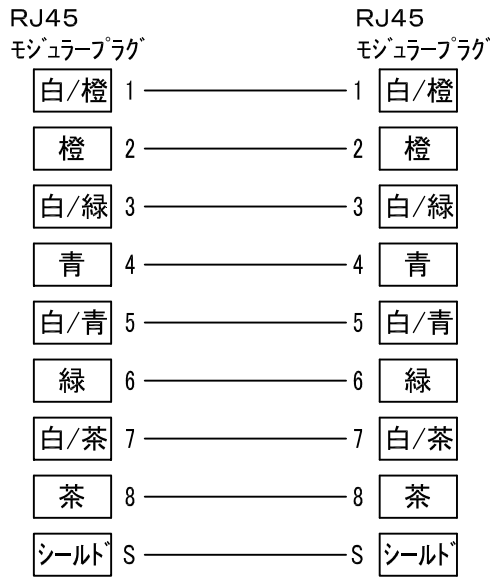 RJ45 RJ45
ﾓｼﾞｭﾗｰﾌﾟﾗｸﾞ ﾓｼﾞｭﾗｰﾌﾟﾗｸﾞ
白/橙 1 1 白/橙
橙 2 2 橙
白/緑 3 3 白/緑
青 4 4 青
白/青 5 5 白/青
緑 6 6 緑
白/茶 7 7 白/茶
茶 8 8 茶
ｼｰﾙﾄﾞ S S ｼｰﾙﾄﾞ